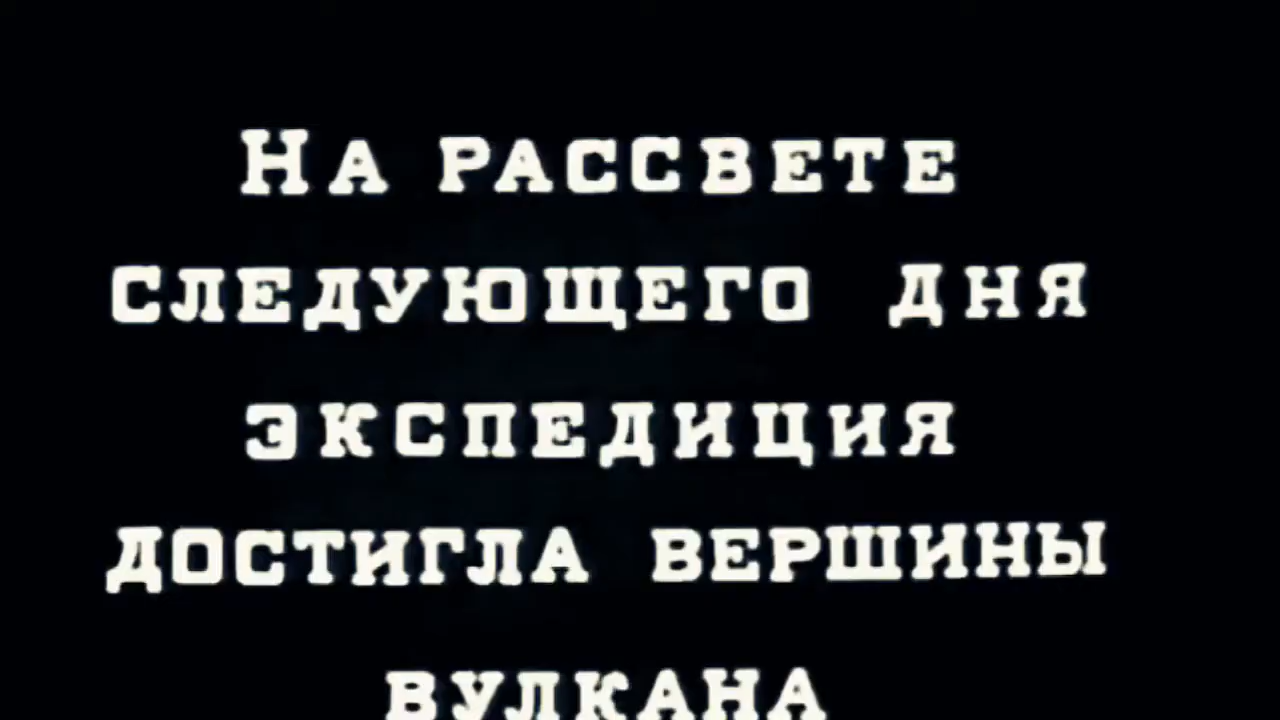 На рассвете
следующего дня
экспедиция
достигла вершины
вулкана